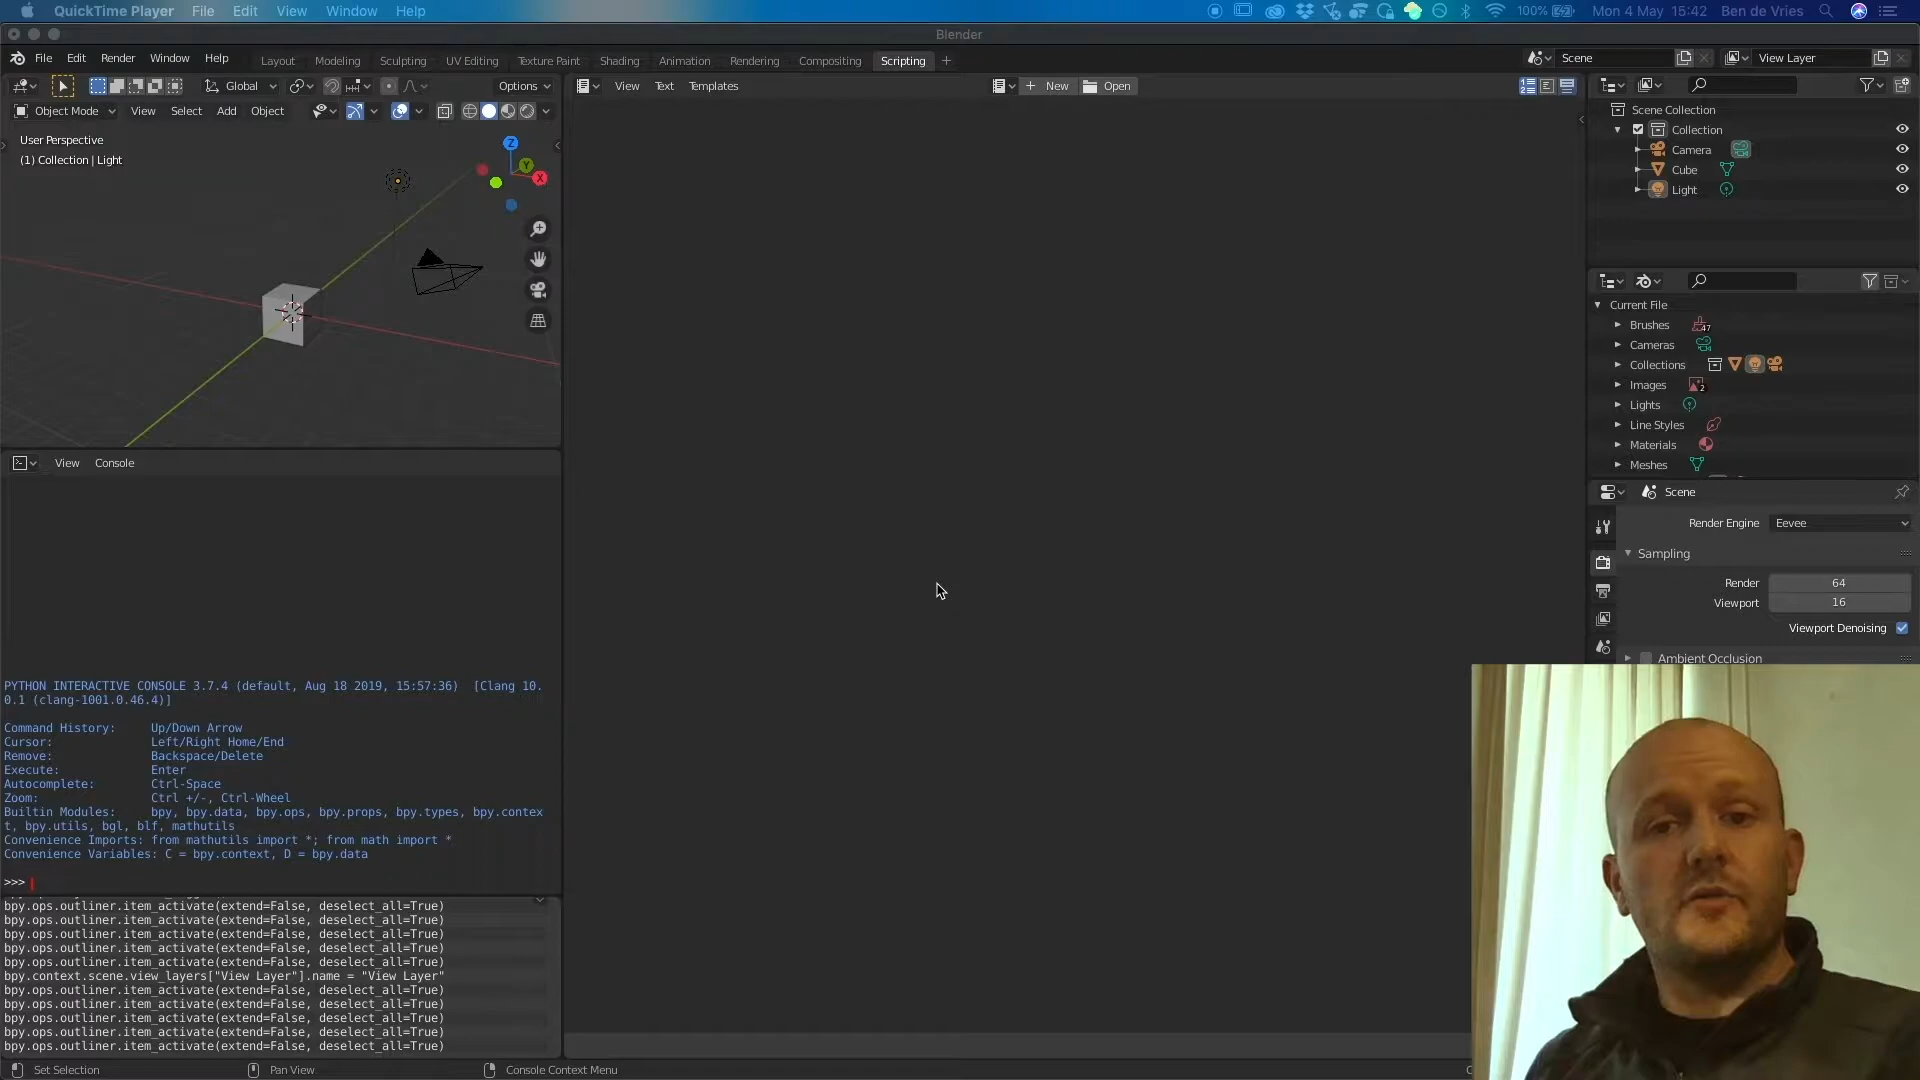 QuickTime Player File Edit View Window Help
100% Mon 4 May 15:42 Ben de Vries
Blender
File Edit Render Window Help
Layout Modeling Sculpting UV Editing Texture Paint Shading Animation Rendering Compositing Scripting +
Scene
View Layer
Global
Options
View Text Templates
+ New Open
Object Mode View Select Add Object
User Perspective
(1) Collection | Light
Z
Y
X
Scene Collection
Collection
Camera
Cube
Light
Current File
Brushes 47
Cameras
Collections
Images 2
Lights
Line Styles
Materials
Meshes
View Console
Scene
Render Engine Eevee
Sampling
Render 64
Viewport 16
Viewport Denoising
Ambient Occlusion
PYTHON INTERACTIVE CONSOLE 3.7.4 (default, Aug 18 2019, 15:57:36) [Clang 10.
0.1 (clang-1001.0.46.4)]
Command History: Up/Down Arrow
Cursor: Left/Right Home/End
Remove: Backspace/Delete
Execute: Enter
Autocomplete: Ctrl-Space
Zoom: Ctrl +/-, Ctrl-Wheel
Builtin Modules: bpy, bpy.data, bpy.ops, bpy.props, bpy.types, bpy.contex
t, bpy.utils, bgl, blf, mathutils
Convenience Imports: from mathutils import *; from math import *
Convenience Variables: C = bpy.context, D = bpy.data
>>>
bpy.ops.outliner.item_activate(extend=False, deselect_all=True)
bpy.ops.outliner.item_activate(extend=False, deselect_all=True)
bpy.ops.outliner.item_activate(extend=False, deselect_all=True)
bpy.ops.outliner.item_activate(extend=False, deselect_all=True)
bpy.ops.outliner.item_activate(extend=False, deselect_all=True)
bpy.context.scene.view_layers["View Layer"].name = "View Layer"
bpy.ops.outliner.item_activate(extend=False, deselect_all=True)
bpy.ops.outliner.item_activate(extend=False, deselect_all=True)
bpy.ops.outliner.item_activate(extend=False, deselect_all=True)
bpy.ops.outliner.item_activate(extend=False, deselect_all=True)
bpy.ops.outliner.item_activate(extend=False, deselect_all=True)
Set Selection Pan View Console Context Menu